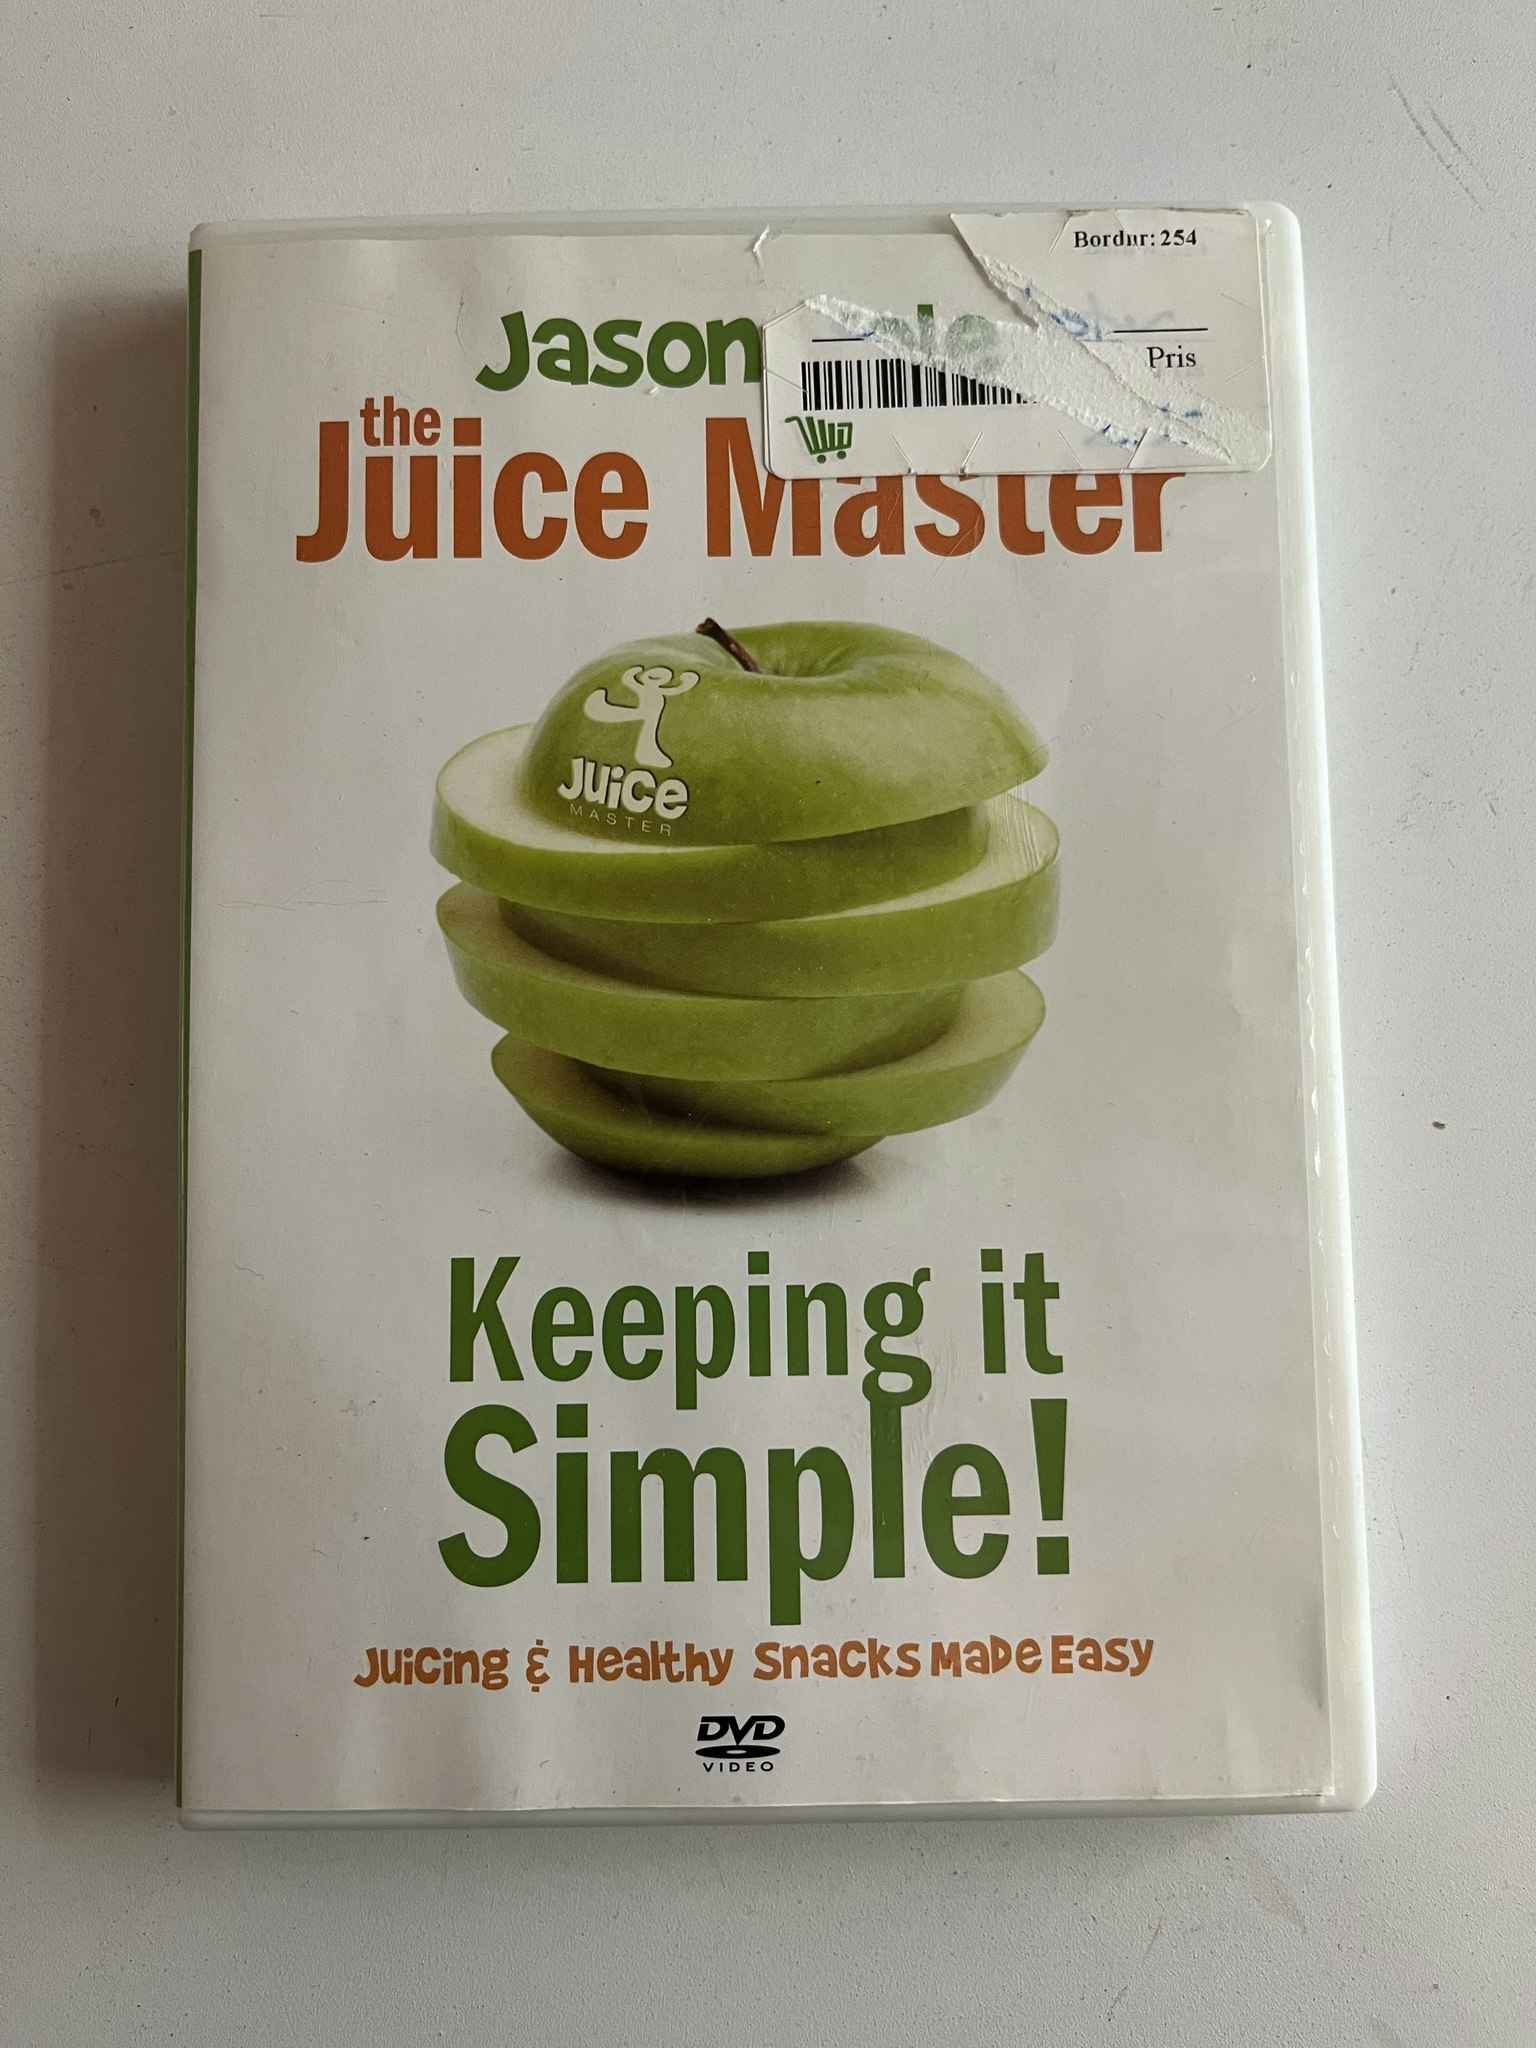 Bordnr: 254
Jason
Pris
the
Juice Master
Juice
MASTER
Keeping it
Simple!
Juicing & Healthy Snacks Made Easy
DVD
VIDEO